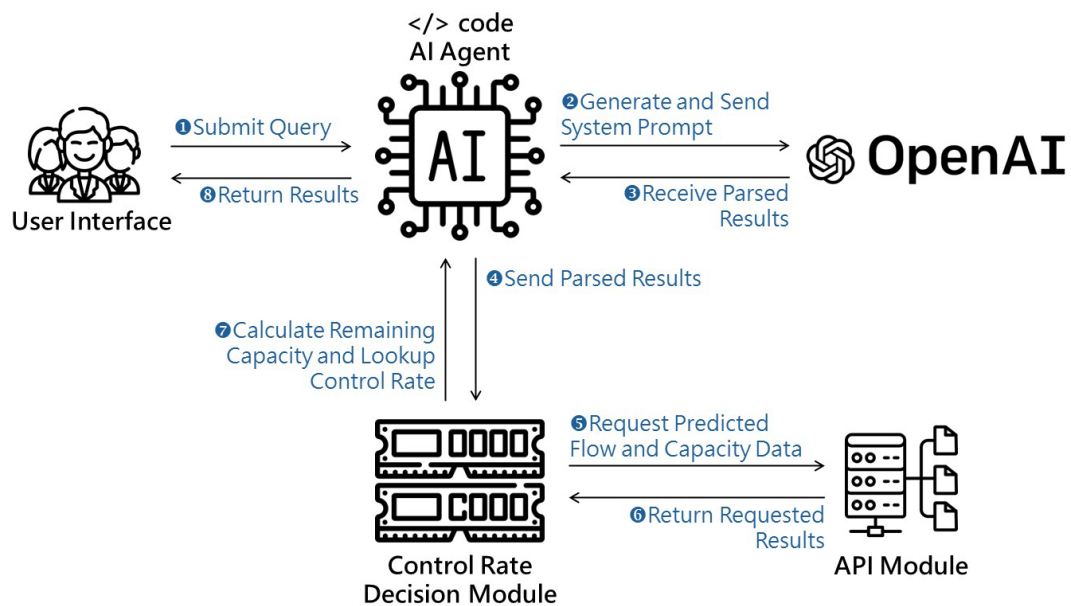 </> code
AI Agent
AI
❶Submit Query
❽Return Results
User Interface
❷Generate and Send
System Prompt
❸Receive Parsed
Results
OpenAI
❹Send Parsed Results
❼Calculate Remaining
Capacity and Lookup
Control Rate
❺Request Predicted
Flow and Capacity Data
❻Return Requested
Results
Control Rate
Decision Module
API Module